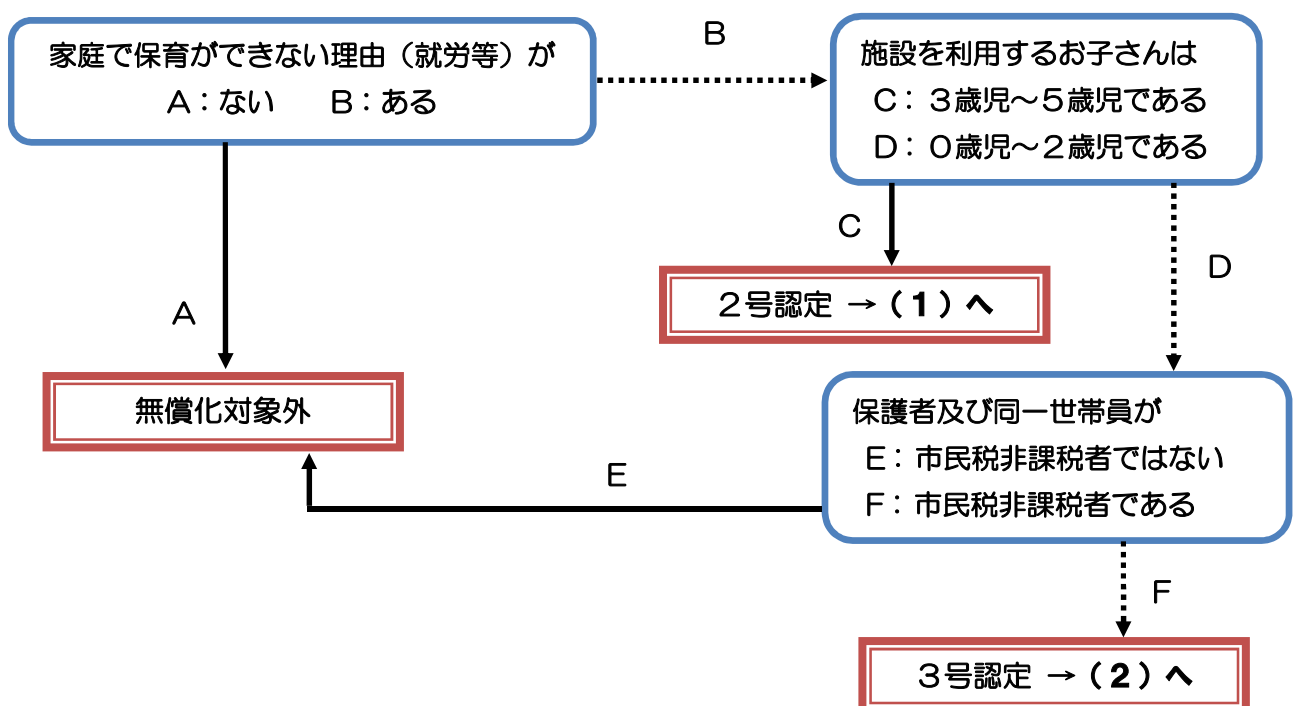 家庭で保育ができない理由（就労等）が
A：ない　　B：ある
B
施設を利用するお子さんは
C：３歳児～５歳児である
D：０歳児～２歳児である
C
D
A
２号認定 →（１）へ
無償化対象外
保護者及び同一世帯員が
E：市民税非課税者ではない
F：市民税非課税者である
E
F
３号認定 →（２）へ